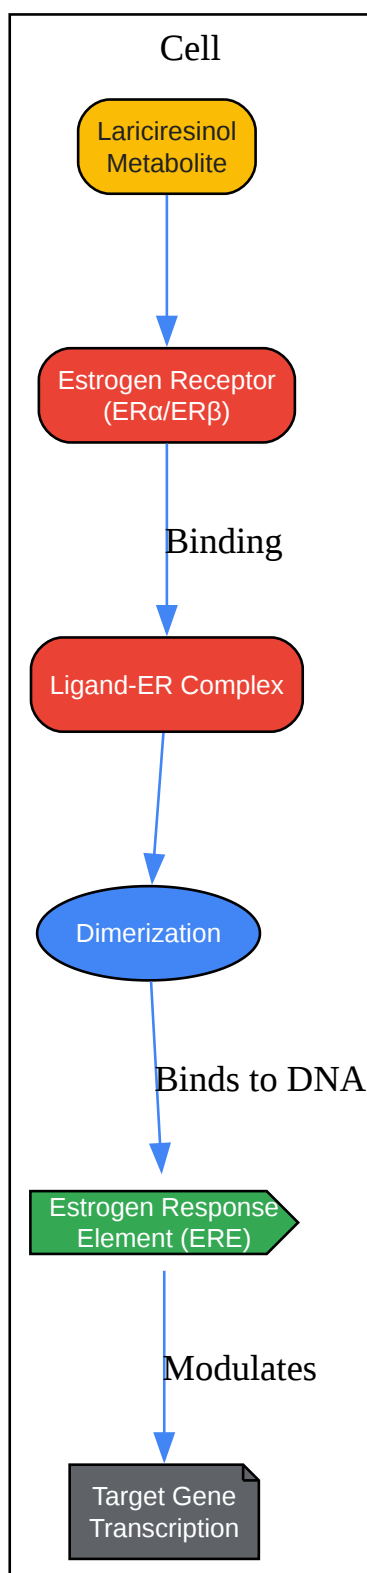 Cell
Lariciresinol
Metabolite
Estrogen Receptor
(ERα/ERβ)
Binding
Ligand-ER Complex
Dimerization
Binds to DNA
Estrogen Response
Element (ERE)
Modulates
Target Gene
Transcription